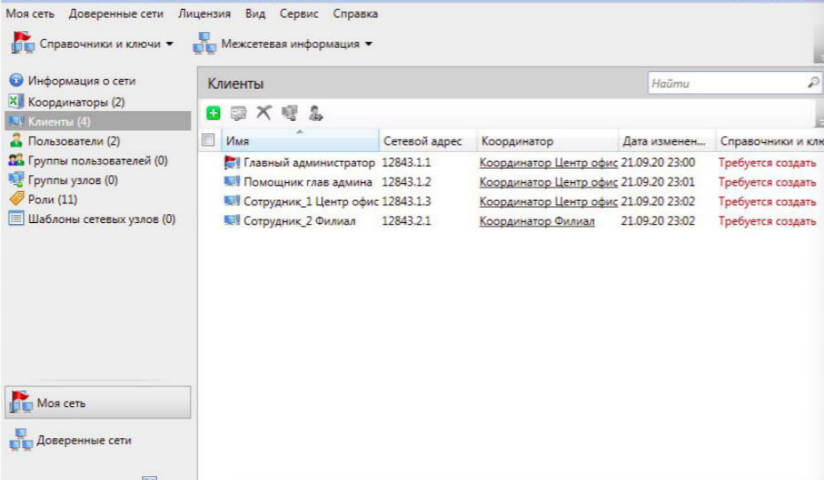 Моя сеть Доверенные сети Лицензия Вид Сервис Справка
Справочники и ключи Межсетевая информация
Информация о сети
Координаторы (2)
Клиенты (4)
Пользователи (2)
Группы пользователей (0)
Группы узлов (0)
Роли (11)
Шаблоны сетевых узлов (0)
Моя сеть
Доверенные сети
Клиенты Найти
Имя Сетевой адрес Координатор Дата изменен... Справочники и клю
Главный администратор 12843.1.1 Координатор Центр офис 21.09.20 23:00 Требуется создать
Помощник глав админа 12843.1.2 Координатор Центр офис 21.09.20 23:01 Требуется создать
Сотрудник_1 Центр офис 12843.1.3 Координатор Центр офис 21.09.20 23:02 Требуется создать
Сотрудник_2 Филиал 12843.2.1 Координатор Филиал 21.09.20 23:02 Требуется создать